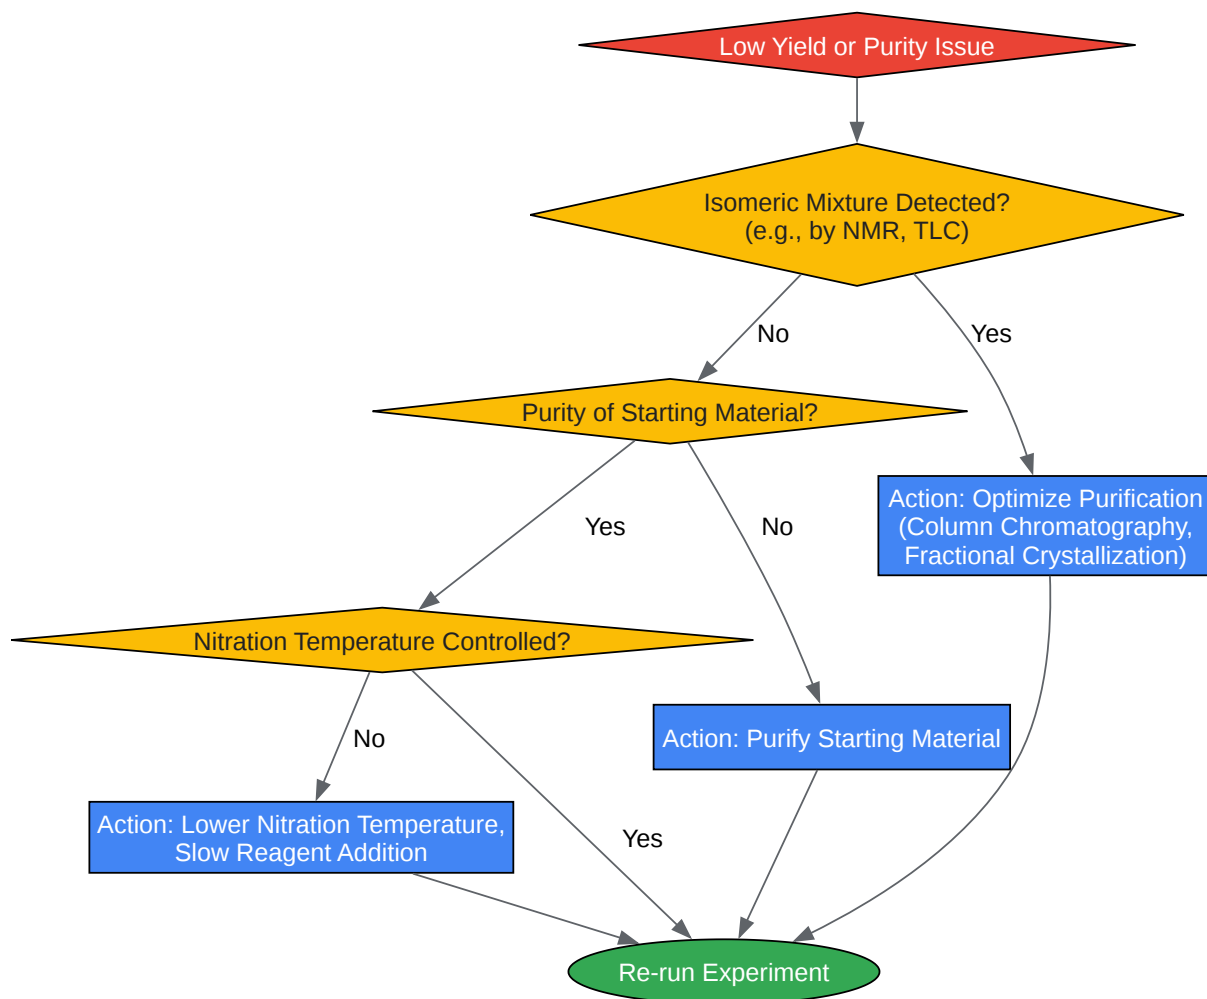 Low Yield or Purity Issue
Isomeric Mixture Detected?
(e.g., by NMR, TLC)
No
Yes
Purity of Starting Material?
Action: Optimize Purification
(Column Chromatography,
Fractional Crystallization)
Yes
No
Nitration Temperature Controlled?
No
Action: Purify Starting Material
Action: Lower Nitration Temperature,
Slow Reagent Addition
Yes
Re-run Experiment